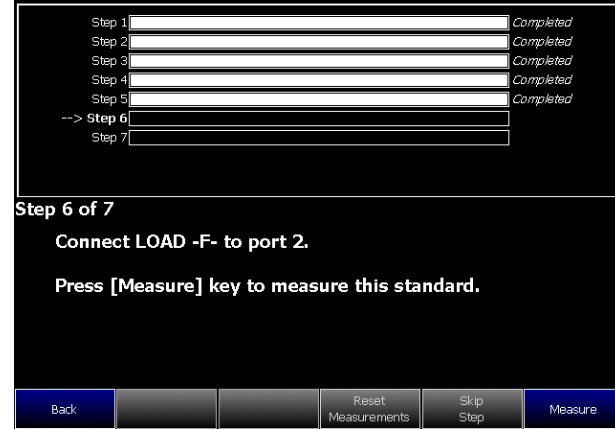 Step 1 Completed
Step 2 Completed
Step 3 Completed
Step 4 Completed
Step 5 Completed
--> Step 6
Step 7
Step 6 of 7
Connect LOAD -F- to port 2.
Press [Measure] key to measure this standard.
Back Reset Measurements Skip Step Measure